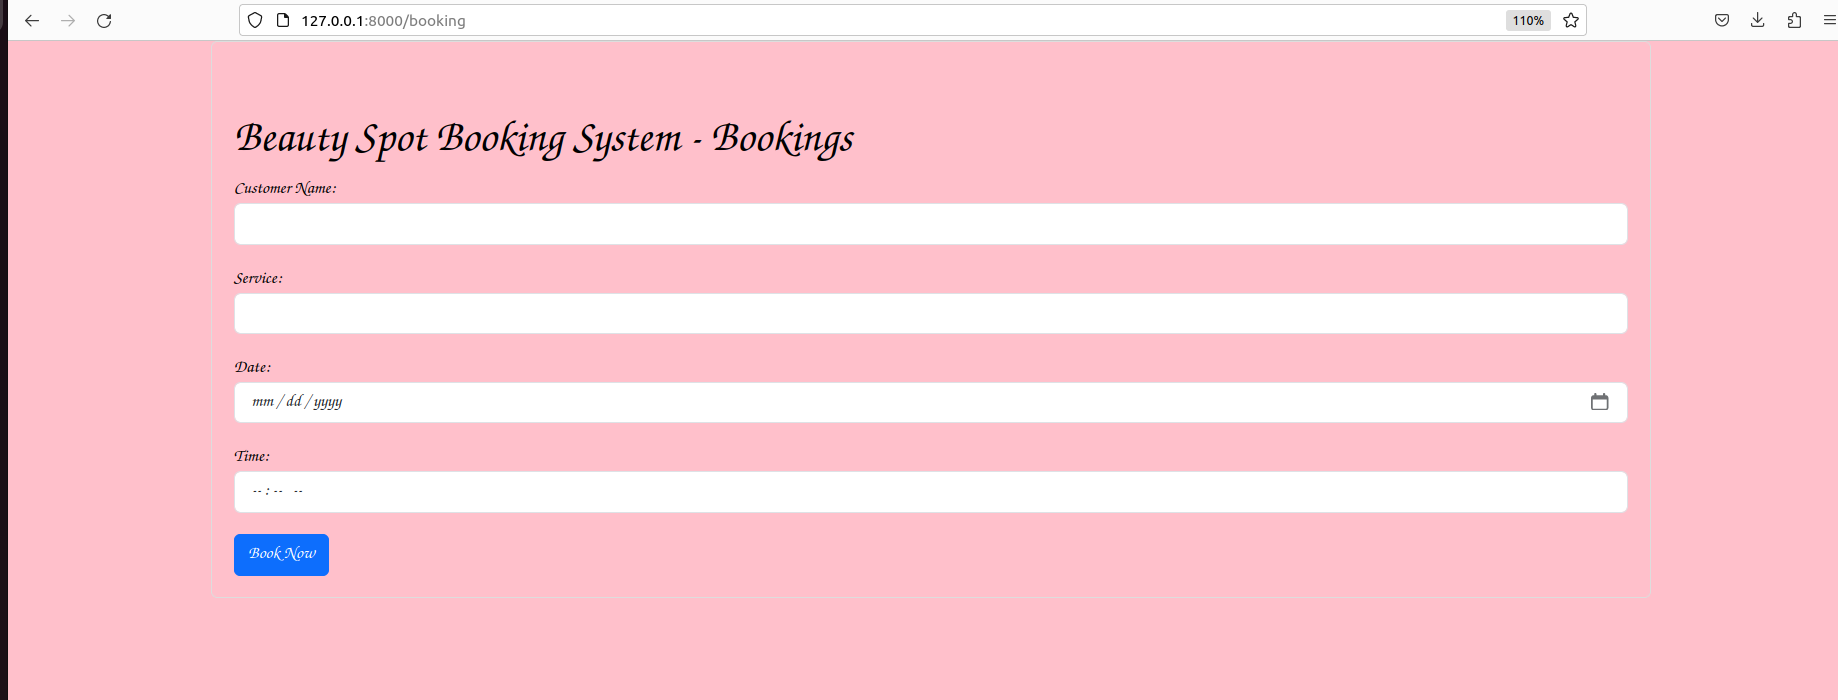 127.0.0.1:8000/booking
110%
Beauty Spot Booking System - Bookings
Customer Name:
Service:
Date:
mm / dd / yyyy
Time:
-- : -- --
Book Now